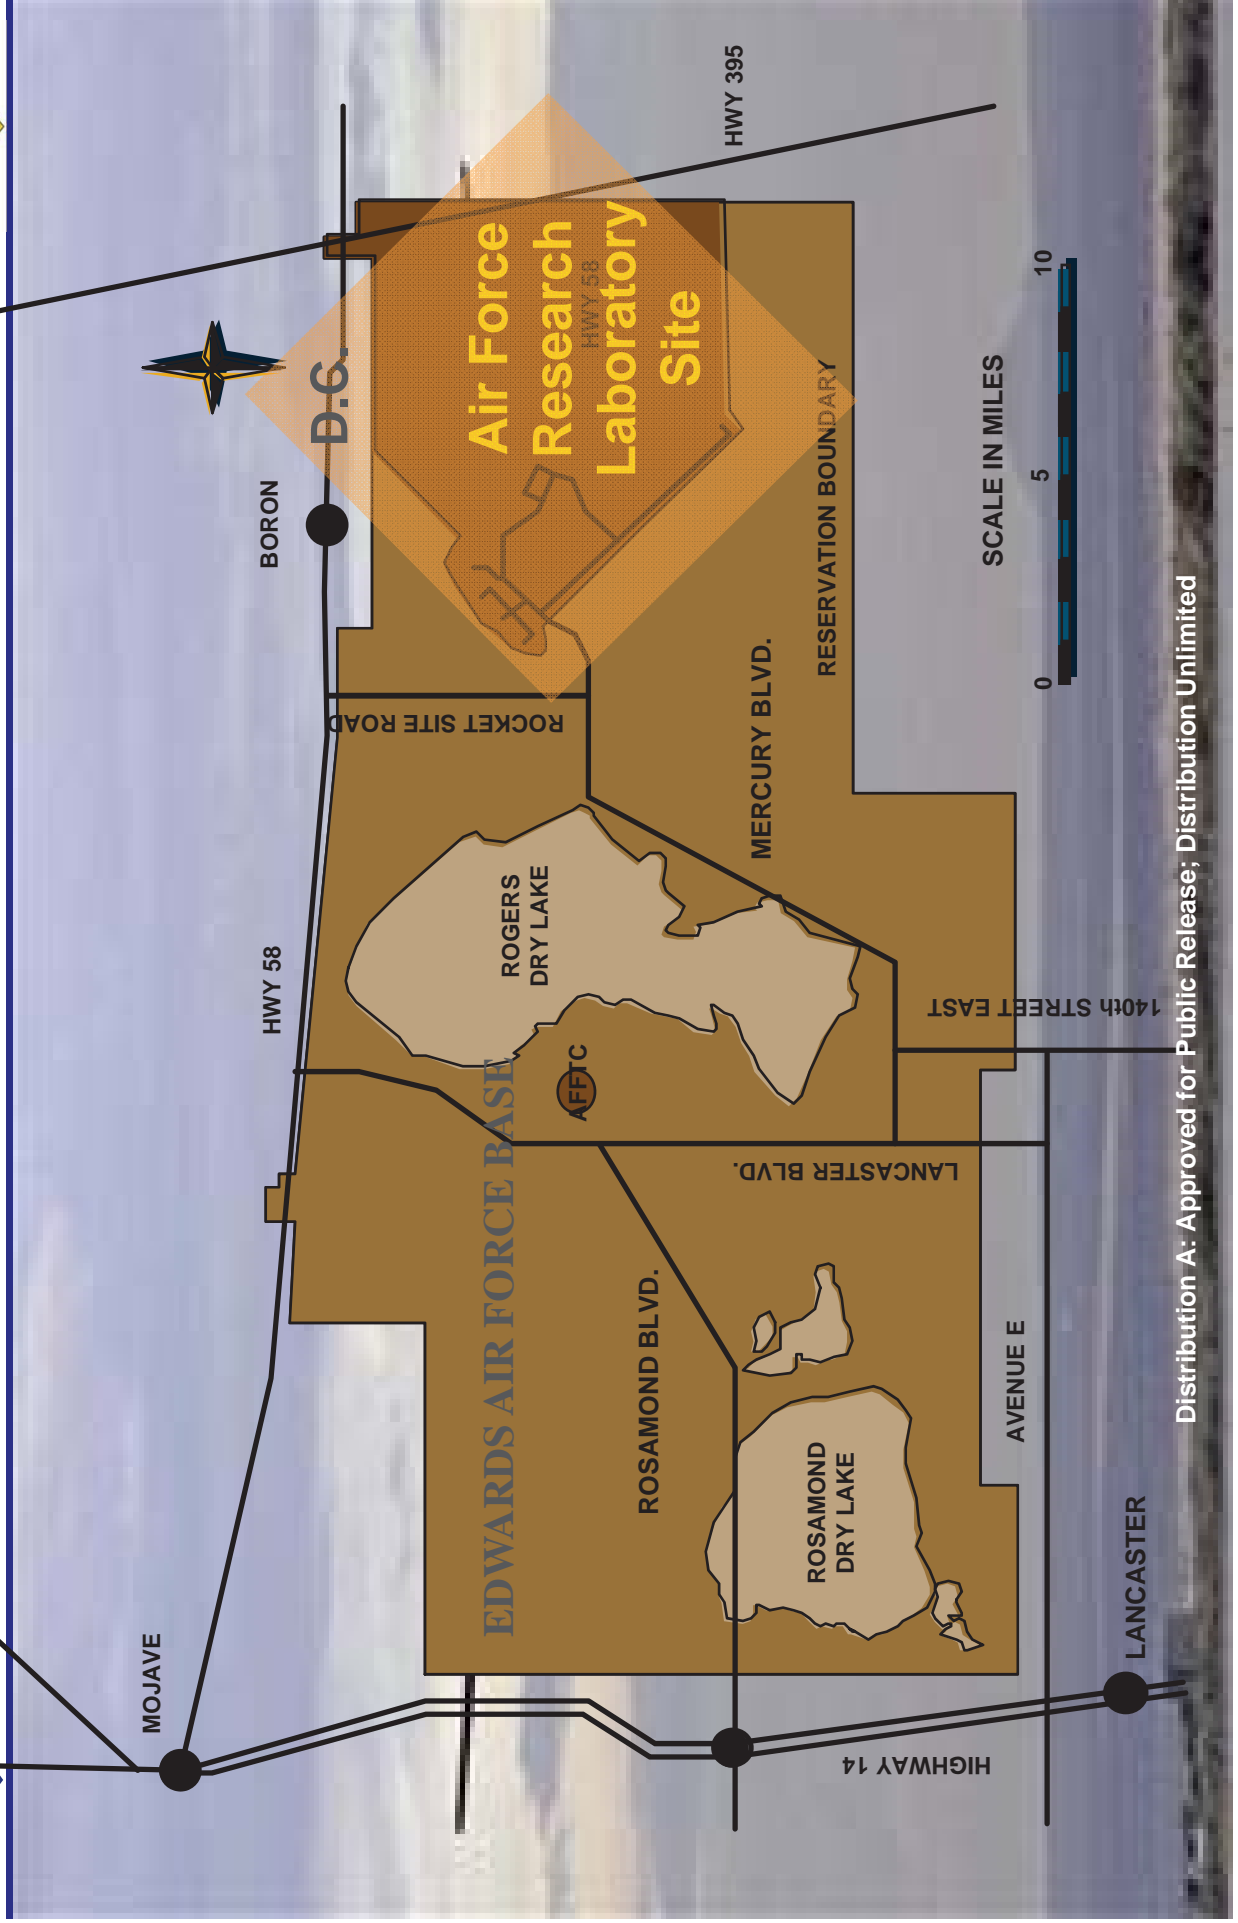 MOJAVE
HWY 58
BORON
D.C.
HWY 395
EDWARDS AIR FORCE BASE
ROGERS
DRY LAKE
AFFTC
ROCKET SITE ROAD
Air Force
Research
HWY 58
Laboratory
Site
ROSAMOND BLVD.
LANCASTER BLVD.
MERCURY BLVD.
RESERVATION BOUNDARY
ROSAMOND
DRY LAKE
HIGHWAY 14
AVENUE E
140th STREET EAST
SCALE IN MILES
0 5 10
LANCASTER
Distribution A: Approved for Public Release; Distribution Unlimited